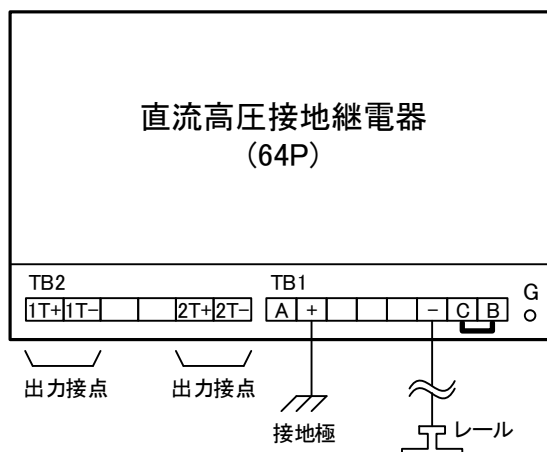 直流高圧接地継電器
(64P)
TB2
TB1
G
1T+ 1T- 2T+ 2T-
A + - C B
出力接点
出力接点
接地極
レール